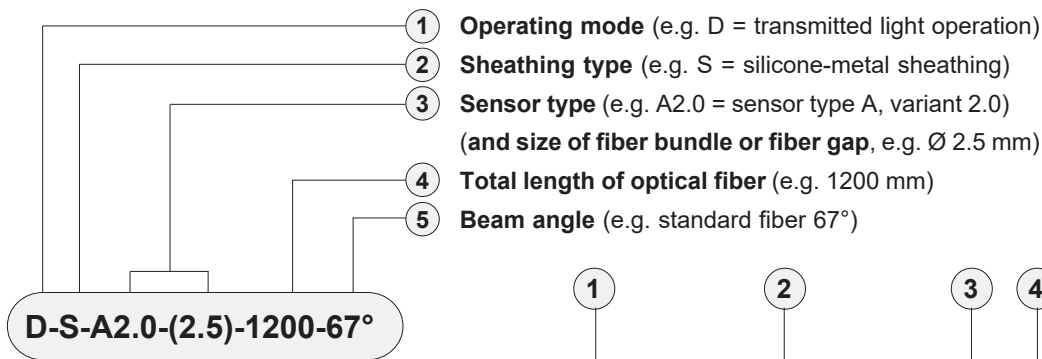 1 Operating mode (e.g. D = transmitted light operation)
2 Sheathing type (e.g. S = silicone-metal sheathing)
3 Sensor type (e.g. A2.0 = sensor type A, variant 2.0)
(and size of fiber bundle or fiber gap, e.g. Ø 2.5 mm)
4 Total length of optical fiber (e.g. 1200 mm)
5 Beam angle (e.g. standard fiber 67°)
1 2 3 4
D-S-A2.0-(2.5)-1200-67°